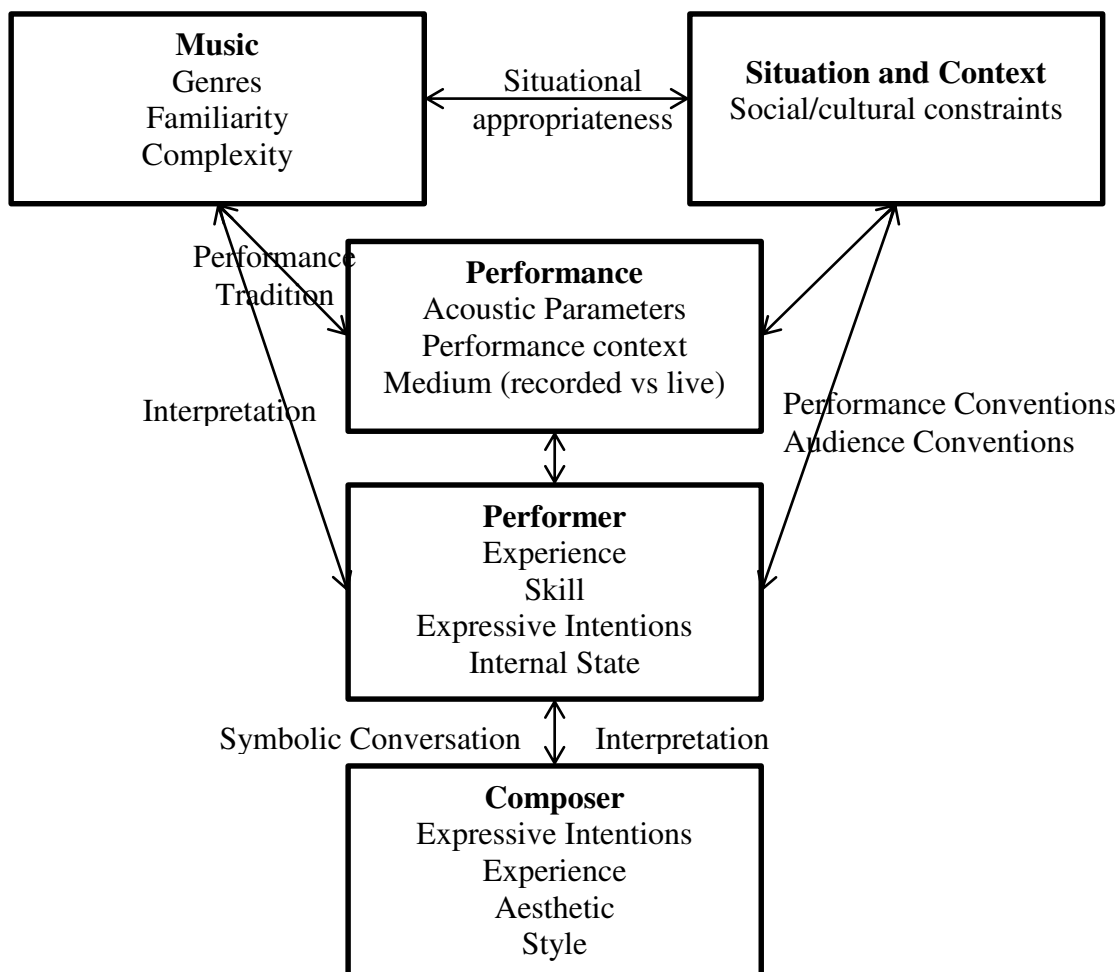 Music
Genres
Familiarity
Complexity
Situational
appropriateness
Situation and Context
Social/cultural constraints
Performance
Tradition
Performance
Acoustic Parameters
Performance context
Medium (recorded vs live)
Interpretation
Performance Conventions
Audience Conventions
Performer
Experience
Skill
Expressive Intentions
Internal State
Symbolic Conversation
Interpretation
Composer
Expressive Intentions
Experience
Aesthetic
Style